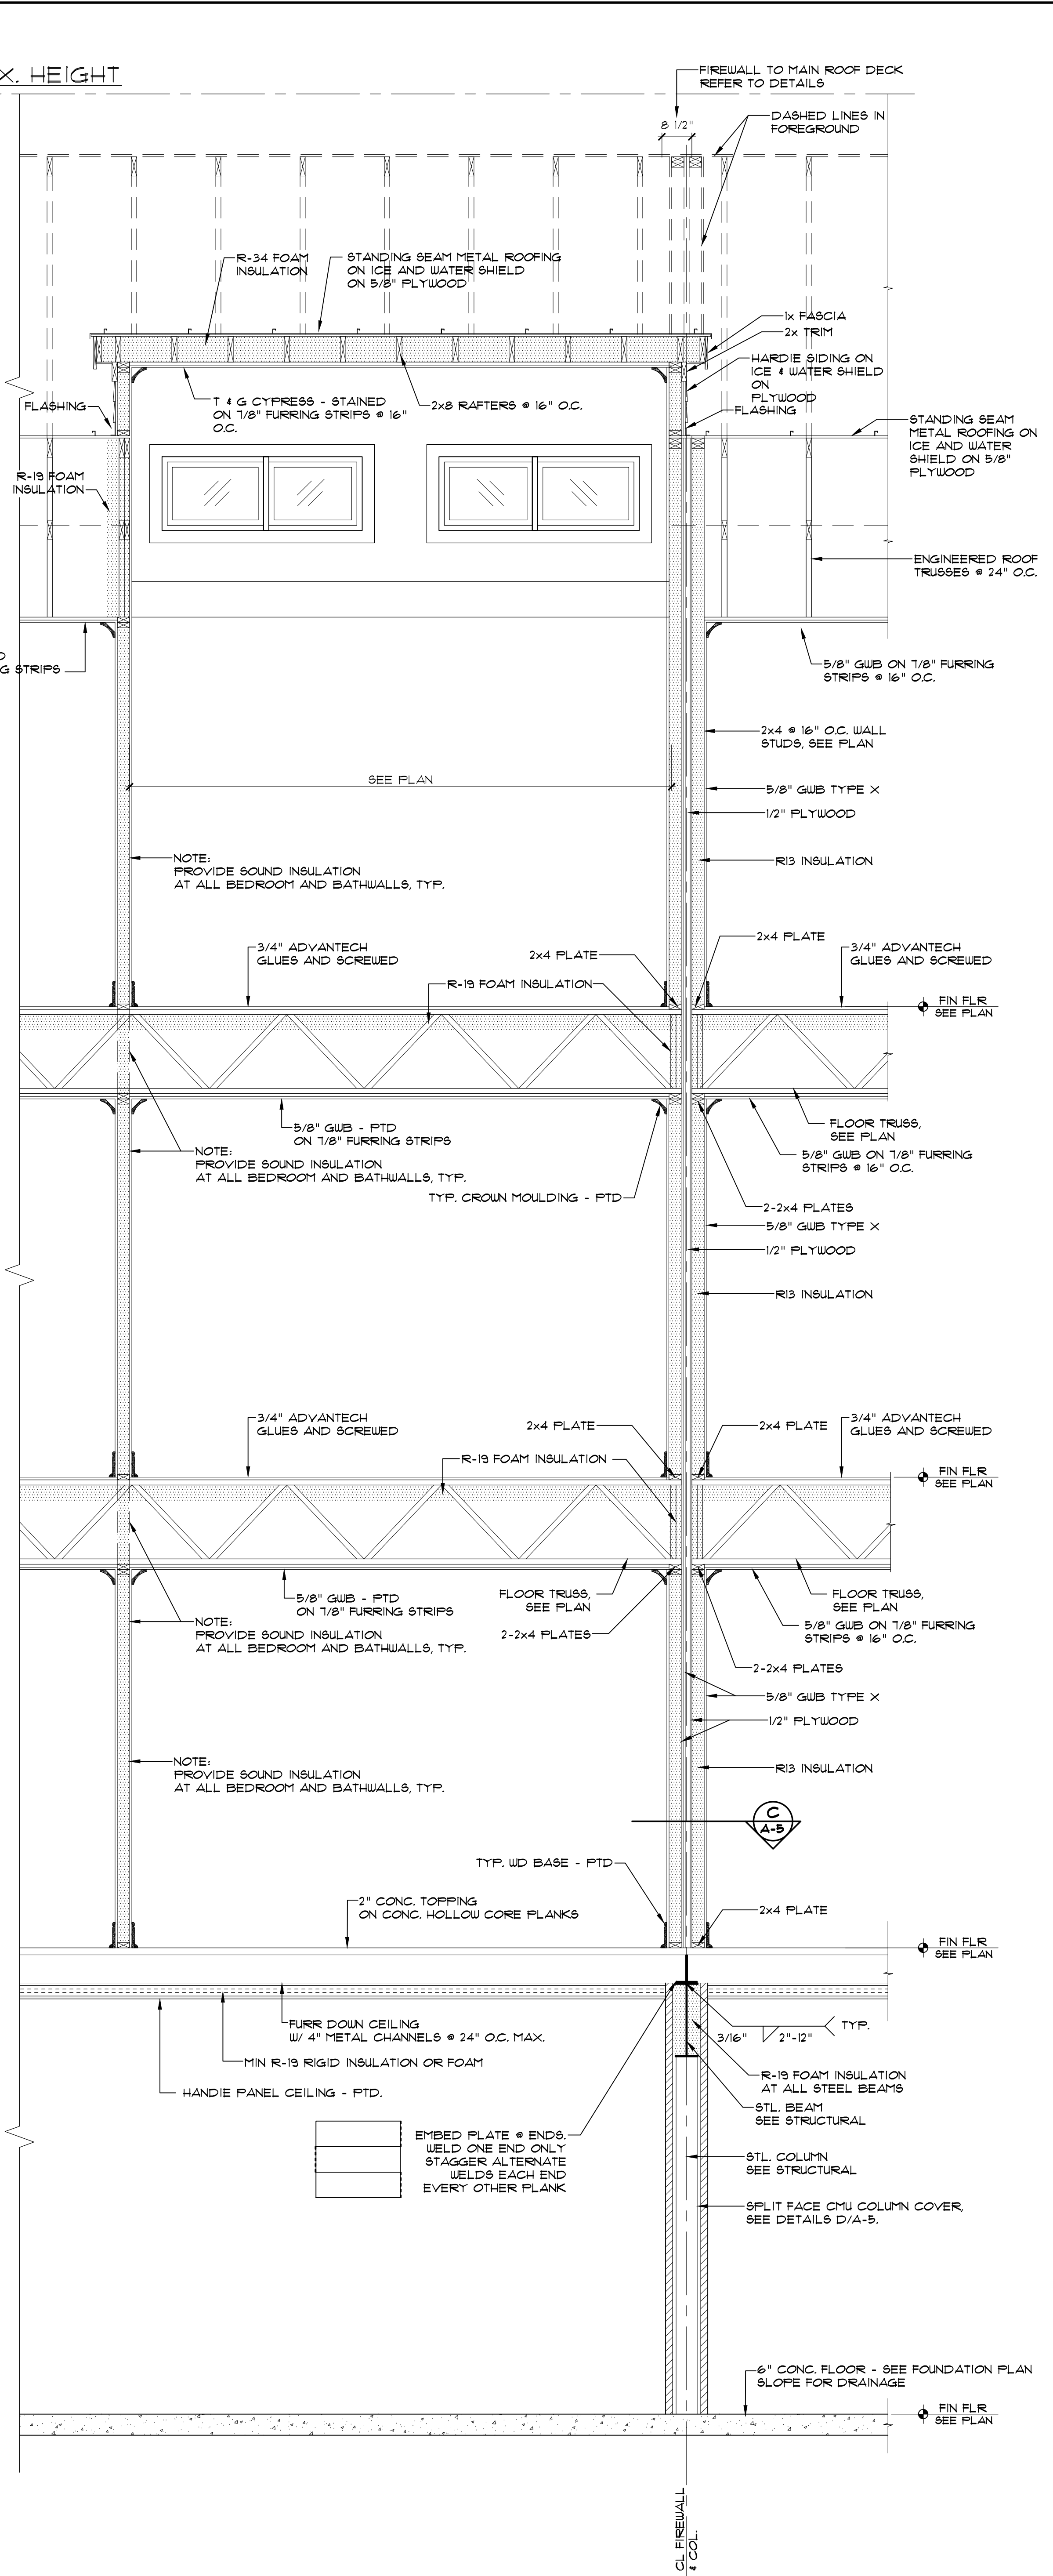 X. HEIGHT
FIREWALL TO MAIN ROOF DECK
REFER TO DETAILS
8 1/2"
DASHED LINES IN
FOREGROUND
R-34 FOAM
INSULATION
STANDING SEAM METAL ROOFING
ON ICE AND WATER SHIELD
ON 5/8" PLYWOOD
1x FASCIA
2x TRIM
HARDIE SIDING ON
ICE & WATER SHIELD
ON
PLYWOOD
FLASHING
FLASHING
T & G CYPRESS - STAINED
ON 7/8" FURRING STRIPS @ 16"
O.C.
2x8 RAFTERS @ 16" O.C.
STANDING SEAM
METAL ROOFING ON
ICE AND WATER
SHIELD ON 5/8"
PLYWOOD
R-19 FOAM
INSULATION
ENGINEERED ROOF
TRUSSES @ 24" O.C.
D
G STRIPS
5/8" GWB ON 7/8" FURRING
STRIPS @ 16" O.C.
2x4 @ 16" O.C. WALL
STUDS, SEE PLAN
SEE PLAN
5/8" GWB TYPE X
1/2" PLYWOOD
NOTE:
PROVIDE SOUND INSULATION
AT ALL BEDROOM AND BATHWALLS, TYP.
R13 INSULATION
3/4" ADVANTECH
GLUES AND SCREWED
2x4 PLATE
2x4 PLATE
3/4" ADVANTECH
GLUES AND SCREWED
R-19 FOAM INSULATION
FIN FLR
SEE PLAN
5/8" GWB - PTD
ON 7/8" FURRING STRIPS
FLOOR TRUSS,
SEE PLAN
NOTE:
PROVIDE SOUND INSULATION
AT ALL BEDROOM AND BATHWALLS, TYP.
5/8" GWB ON 7/8" FURRING
STRIPS @ 16" O.C.
TYP. CROWN MOULDING - PTD
2-2x4 PLATES
5/8" GWB TYPE X
1/2" PLYWOOD
R13 INSULATION
3/4" ADVANTECH
GLUES AND SCREWED
2x4 PLATE
2x4 PLATE
3/4" ADVANTECH
GLUES AND SCREWED
R-19 FOAM INSULATION
FIN FLR
SEE PLAN
5/8" GWB - PTD
ON 7/8" FURRING STRIPS
FLOOR TRUSS,
SEE PLAN
FLOOR TRUSS,
SEE PLAN
NOTE:
PROVIDE SOUND INSULATION
AT ALL BEDROOM AND BATHWALLS, TYP.
2-2x4 PLATES
5/8" GWB ON 7/8" FURRING
STRIPS @ 16" O.C.
2-2x4 PLATES
5/8" GWB TYPE X
1/2" PLYWOOD
NOTE:
PROVIDE SOUND INSULATION
AT ALL BEDROOM AND BATHWALLS, TYP.
R13 INSULATION
C
A-5
TYP. WD BASE - PTD
2" CONC. TOPPING
ON CONC. HOLLOW CORE PLANKS
2x4 PLATE
FIN FLR
SEE PLAN
FURR DOWN CEILING
W/ 4" METAL CHANNELS @ 24" O.C. MAX.
3/16"
2"-12"
TYP.
MIN R-19 RIGID INSULATION OR FOAM
HANDIE PANEL CEILING - PTD.
R-19 FOAM INSULATION
AT ALL STEEL BEAMS
STL. BEAM
SEE STRUCTURAL
EMBED PLATE @ ENDS.
WELD ONE END ONLY
STAGGER ALTERNATE
WELDS EACH END
EVERY OTHER PLANK
STL. COLUMN
SEE STRUCTURAL
SPLIT FACE CMU COLUMN COVER,
SEE DETAILS D/A-5.
6" CONC. FLOOR - SEE FOUNDATION PLAN
SLOPE FOR DRAINAGE
FIN FLR
SEE PLAN
CL FIREWALL
& COL.